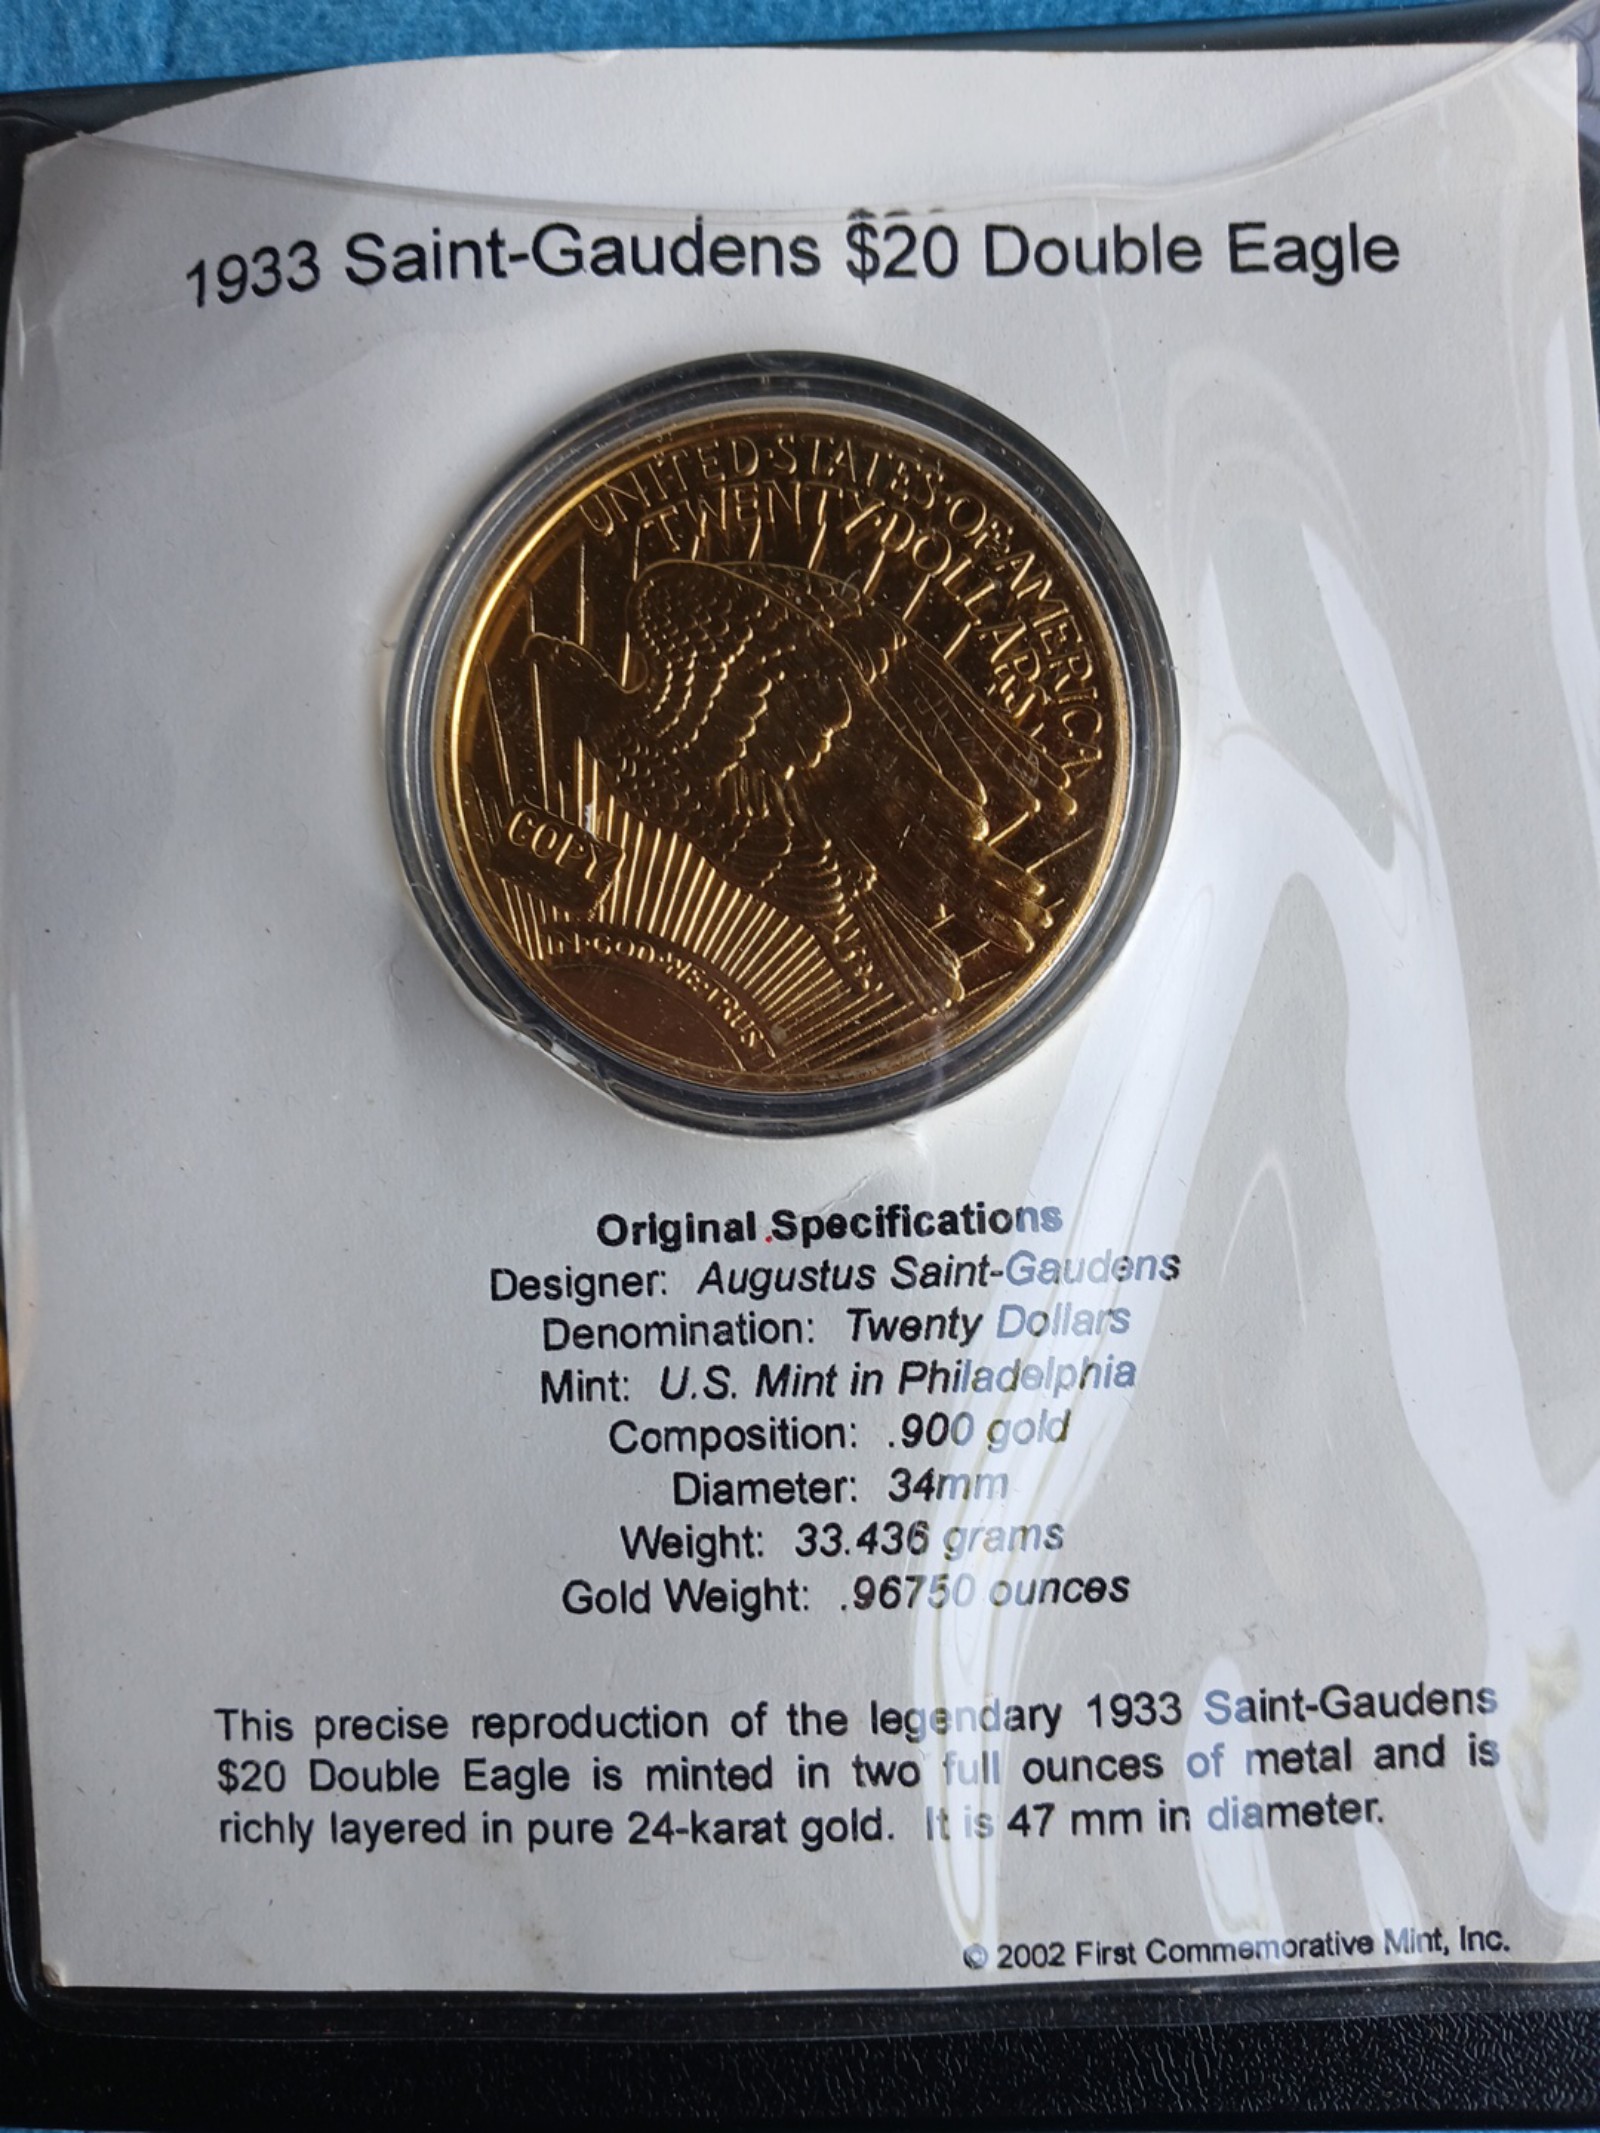 1933 Saint-Gaudens $20 Double Eagle
UNITED·STATES·OF·AMERICA
TWENTY·DOLLARS
COPY
IN·GOD·WE·TRUST
Original Specifications
Designer: Augustus Saint-Gaudens
Denomination: Twenty Dollars
Mint: U.S. Mint in Philadelphia
Composition: .900 gold
Diameter: 34mm
Weight: 33.436 grams
Gold Weight: .96750 ounces
This precise reproduction of the legendary 1933 Saint-Gaudens
$20 Double Eagle is minted in two full ounces of metal and is
richly layered in pure 24-karat gold. It is 47 mm in diameter.
© 2002 First Commemorative Mint, Inc.